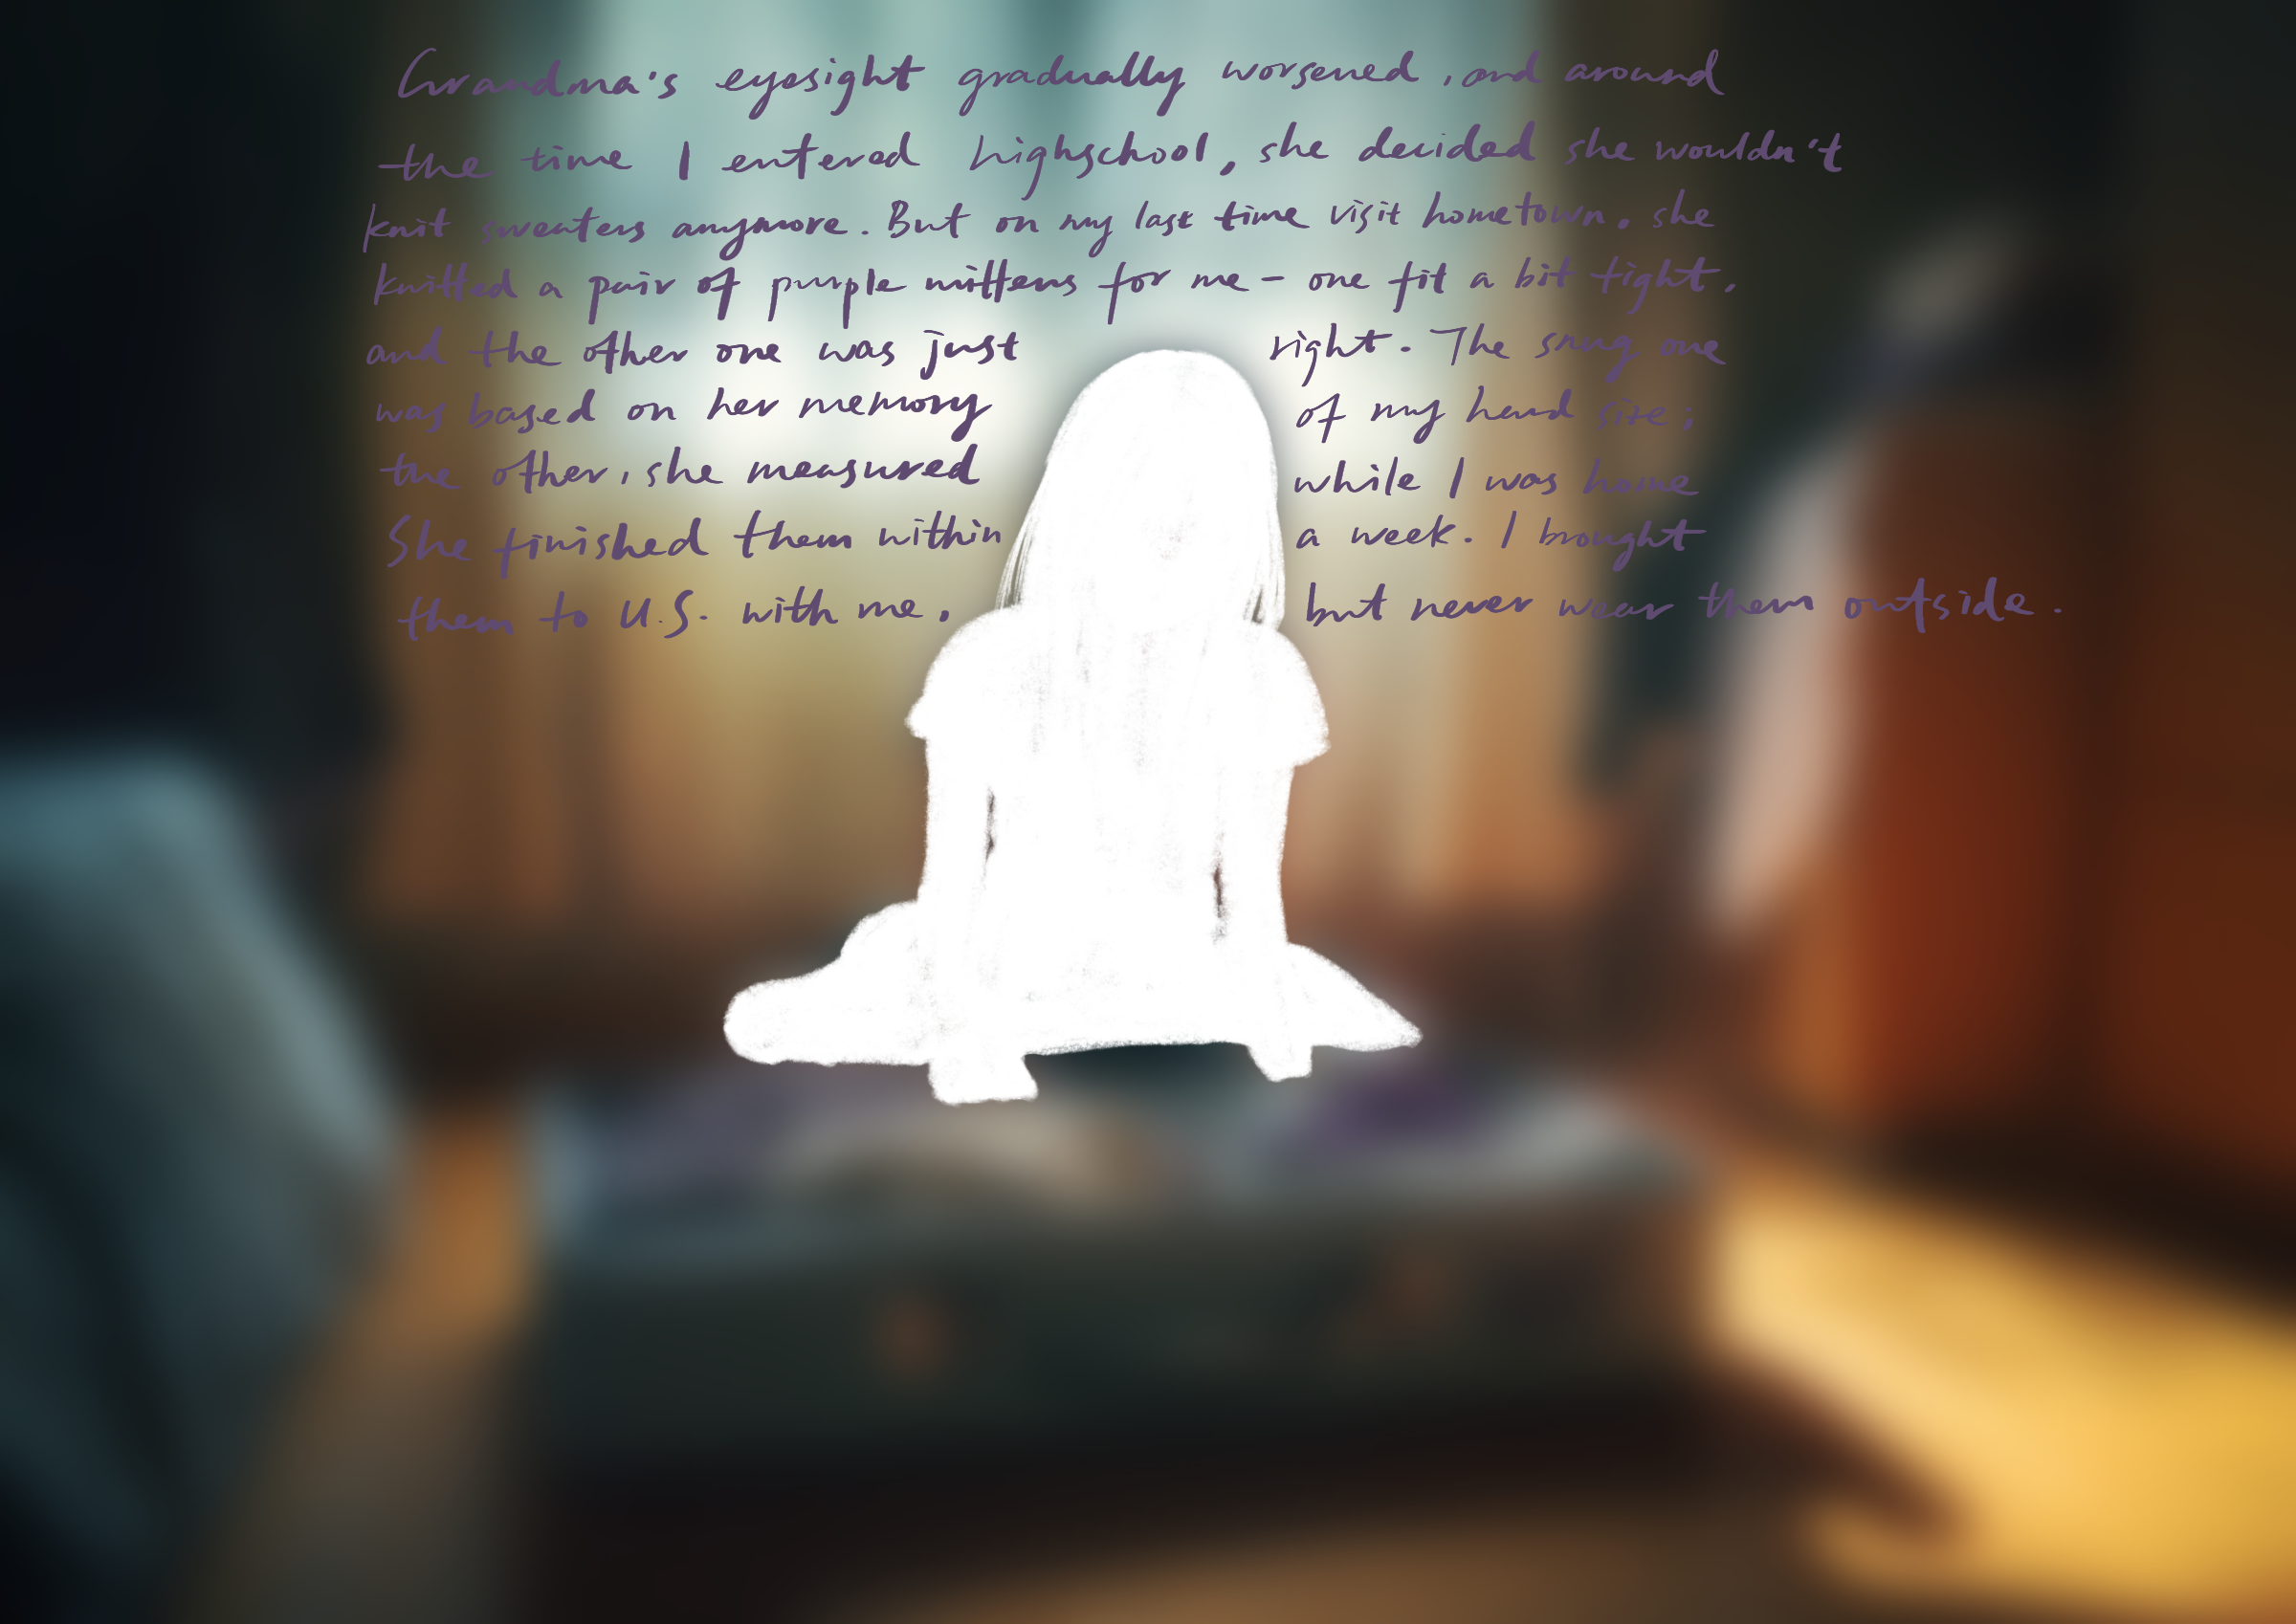 Grandma's eyesight gradually worsened, and around
the time I entered highschool, she decided she wouldn't
knit sweaters anymore. But on my last time visit hometown. she
knitted a pair of purple mittens for me – one fit a bit tight,
and the other one was just right. The snug one
was based on her memory of my hand size;
the other, she measured while I was home
She finished them within a week. I brought
them to U.S. with me. but never wear them outside.